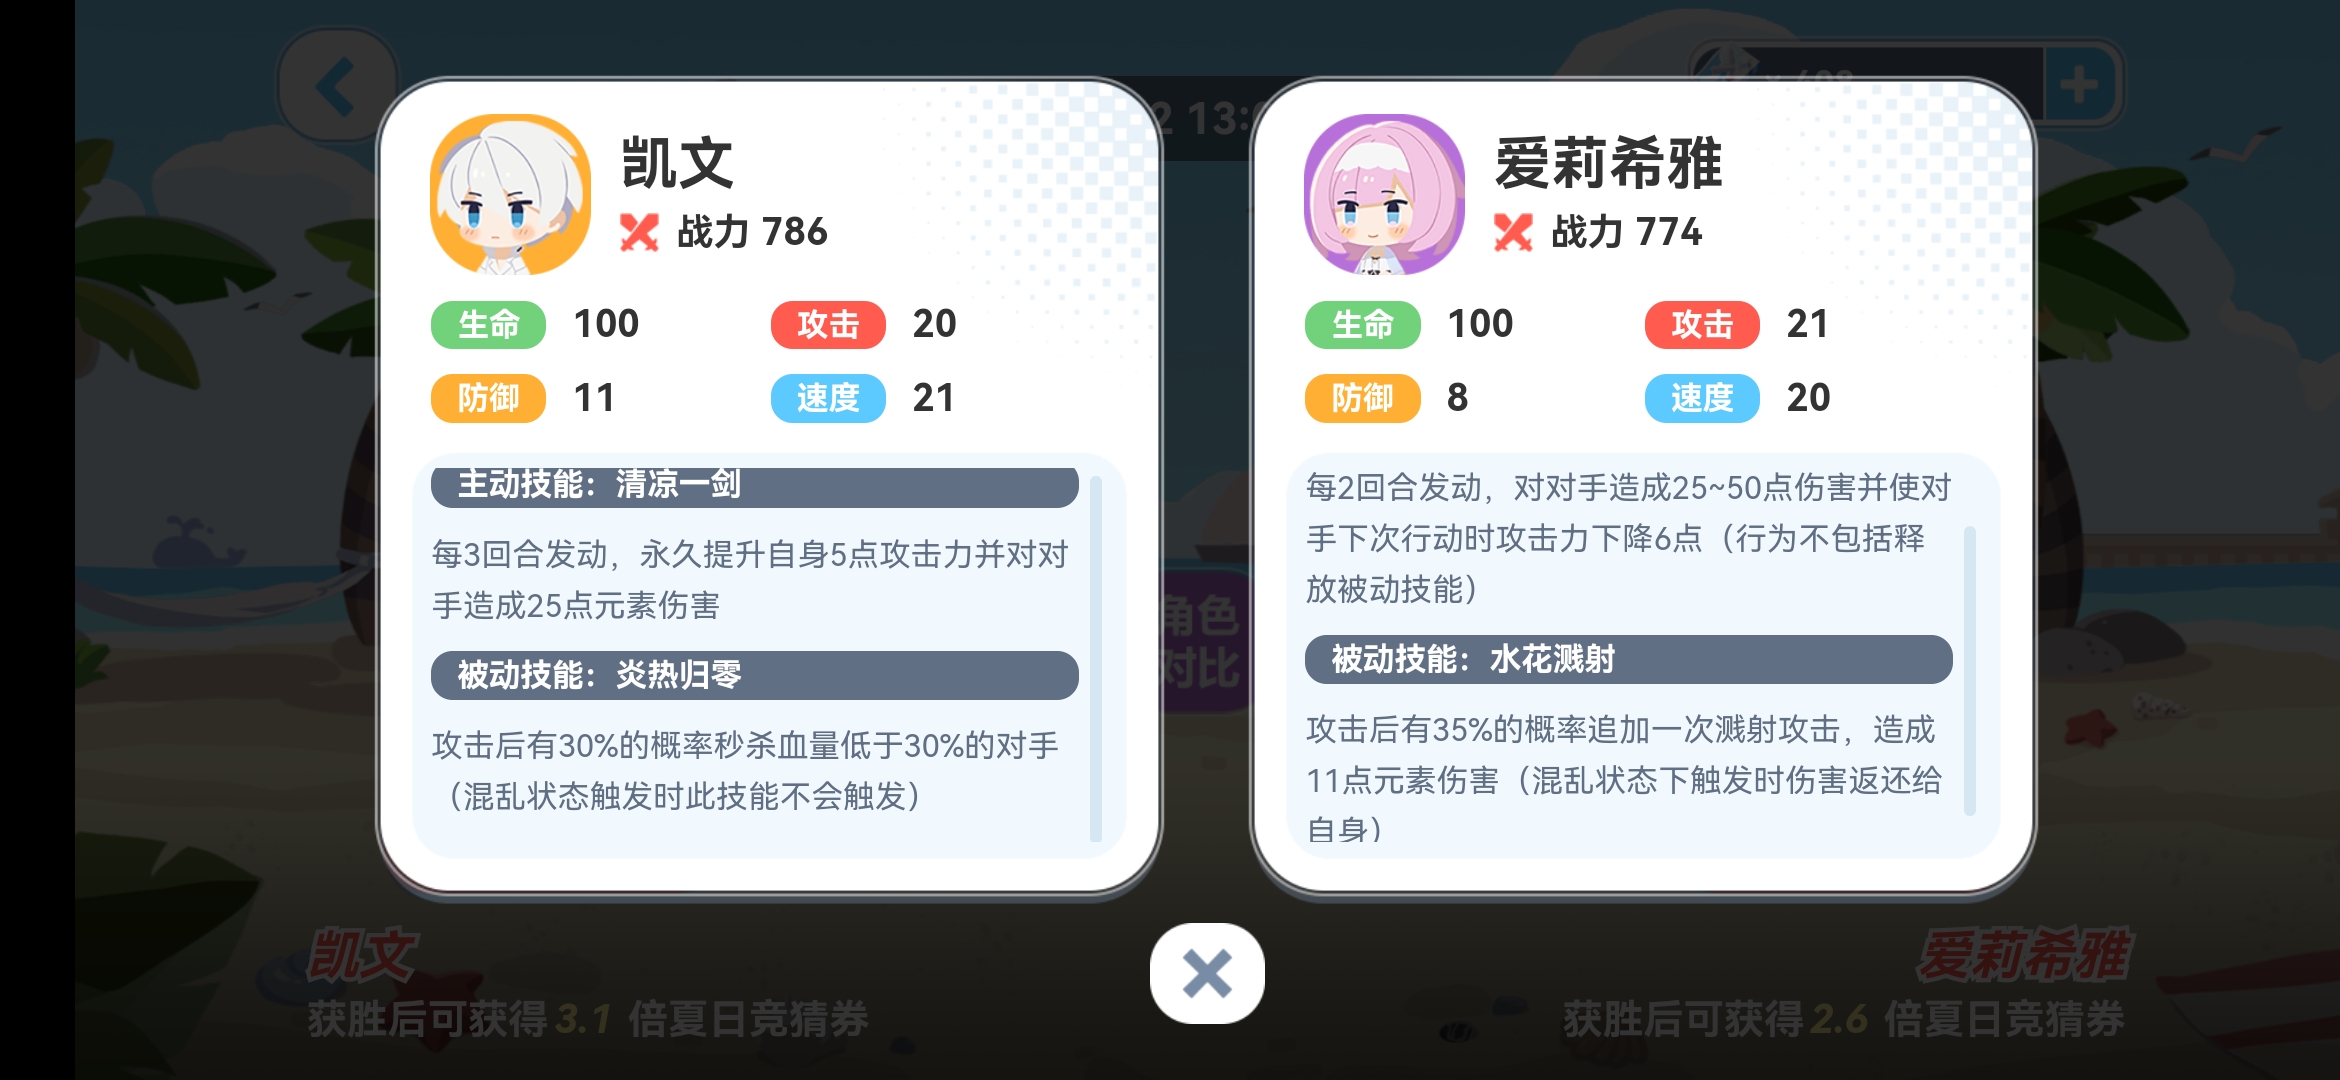 2 13:0
凯文
战力 786
生命 100 攻击 20
防御 11 速度 21
主动技能：清凉一剑
每3回合发动，永久提升自身5点攻击力并对对
手造成25点元素伤害
被动技能：炎热归零
攻击后有30%的概率秒杀血量低于30%的对手
（混乱状态触发时此技能不会触发）
爱莉希雅
战力 774
生命 100 攻击 21
防御 8 速度 20
每2回合发动，对对手造成25~50点伤害并使对
手下次行动时攻击力下降6点（行为不包括释
放被动技能）
被动技能：水花溅射
攻击后有35%的概率追加一次溅射攻击，造成
11点元素伤害（混乱状态下触发时伤害返还给
自身）
角色
对比
凯文
获胜后可获得3.1 倍夏日竞猜券
爱莉希雅
获胜后可获得2.6 倍夏日竞猜券